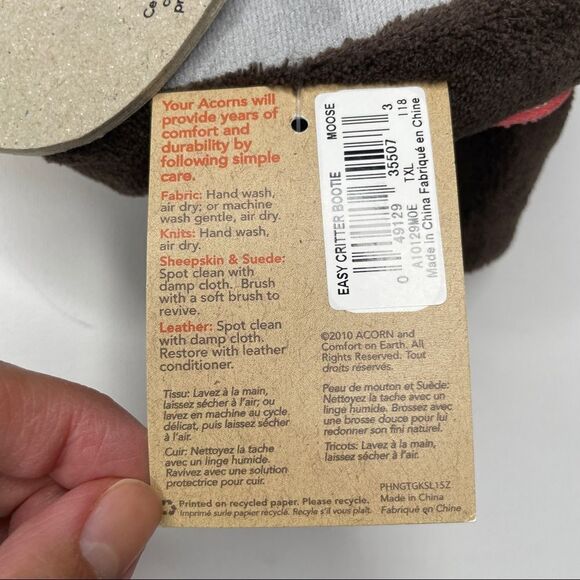 Your Acorns will
provide years of
comfort and
durability by
following simple
care.
Fabric: Hand wash,
air dry; or machine
wash gentle, air dry.
Knits: Hand wash,
air dry.
Sheepskin & Suede:
Spot clean with
damp cloth. Brush
with a soft brush to
revive.
Leather: Spot clean
with damp cloth.
Restore with leather
conditioner.
Tissu: Lavez à la main,
laissez sécher à l'air; ou
lavez en machine au cycle
délicat, puis laissez sécher
à l'air.
Cuir: Nettoyez la tache
avec un linge humide.
Ravivez avec une solution
protectrice pour cuir.
Printed on recycled paper. Please recycle.
Imprimé sur le papier recyclé. Recycle s'il vous plaît.
EASY CRITTER BOOTIE MOOSE
0 49129 35507 3
A10129MOE TXL 118
Made in China Fabriqué en Chine
©2010 ACORN and
Comfort on Earth. All
Rights Reserved. Tout
droits réservés.
Peau de mouton et Suède:
Nettoyez la tache avec un
linge humide. Brossez avec
une brosse douce pour lui
redonner son fini naturel.
Tricots: Lavez à la main,
laissez sécher à l'air.
PHNGTGKSL15Z
Made in China
Fabriqué en Chine